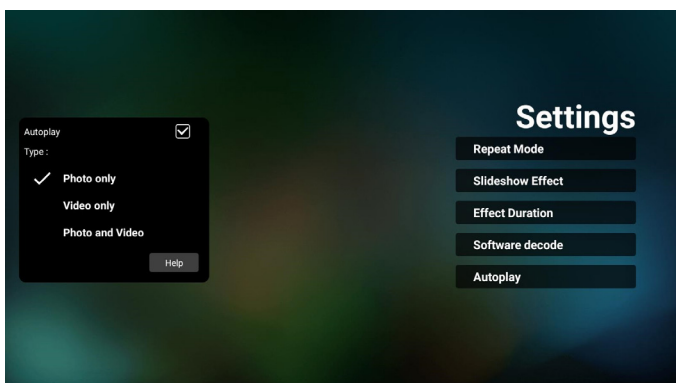 Settings
Autoplay
Type :
Photo only
Video only
Photo and Video
Help
Repeat Mode
Slideshow Effect
Effect Duration
Software decode
Autoplay